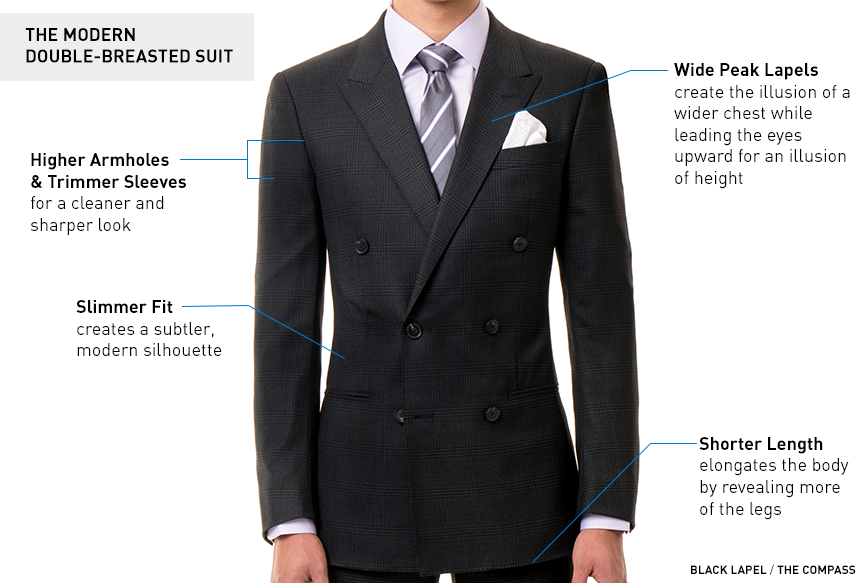 THE MODERN
DOUBLE-BREASTED SUIT
Wide Peak Lapels
create the illusion of a
wider chest while
leading the eyes
upward for an illusion
of height
Higher Armholes
& Trimmer Sleeves
for a cleaner and
sharper look
Slimmer Fit
creates a subtler,
modern silhouette
Shorter Length
elongates the body
by revealing more
of the legs
BLACK LAPEL / THE COMPASS